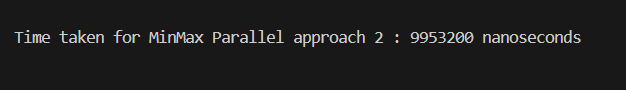 Time taken for MinMax Parallel approach 2 : 9953200 nanoseconds